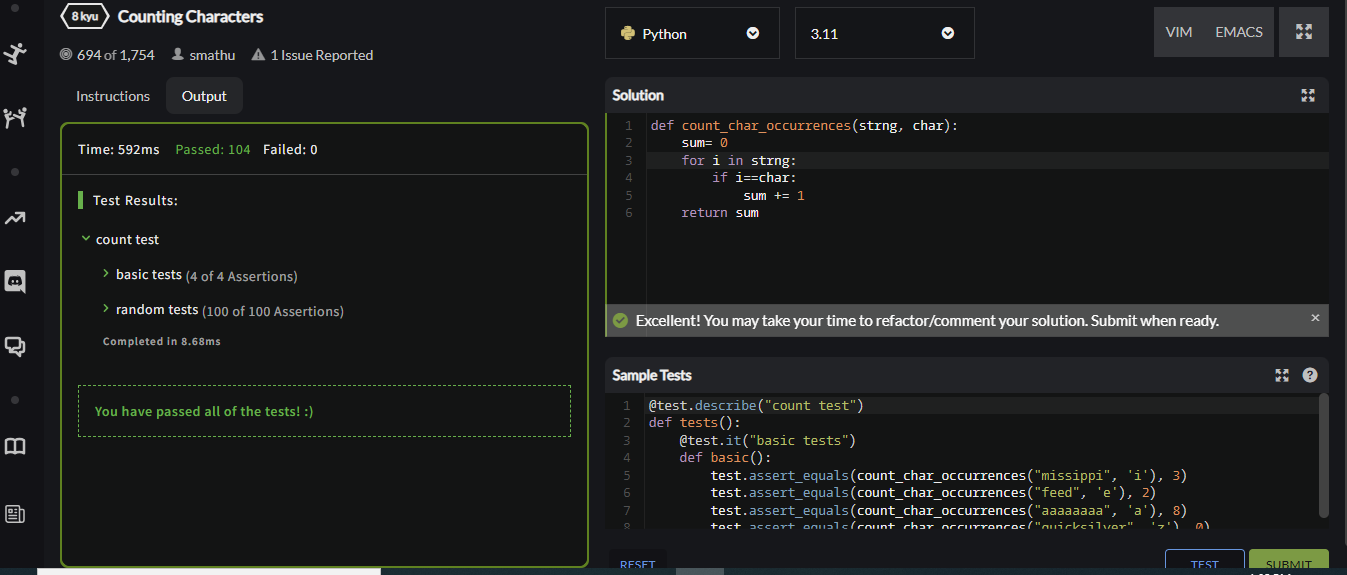 8 kyu Counting Characters
694 of 1,754 smathu 1 Issue Reported
Instructions Output
Time: 592ms Passed: 104 Failed: 0
Test Results:
count test
basic tests (4 of 4 Assertions)
random tests (100 of 100 Assertions)
Completed in 8.68ms
You have passed all of the tests! :)
Python 3.11 VIM EMACS
Solution
1 def count_char_occurrences(strng, char):
2 sum= 0
3 for i in strng:
4 if i==char:
5 sum += 1
6 return sum
Excellent! You may take your time to refactor/comment your solution. Submit when ready. ×
Sample Tests ?
1 @test.describe("count test")
2 def tests():
3 @test.it("basic tests")
4 def basic():
5 test.assert_equals(count_char_occurrences("missippi", 'i'), 3)
6 test.assert_equals(count_char_occurrences("feed", 'e'), 2)
7 test.assert_equals(count_char_occurrences("aaaaaaaa", 'a'), 8)
8 test.assert_equals(count_char_occurrences("quicksilver", 'z'), 0)
RESET TEST SUBMIT